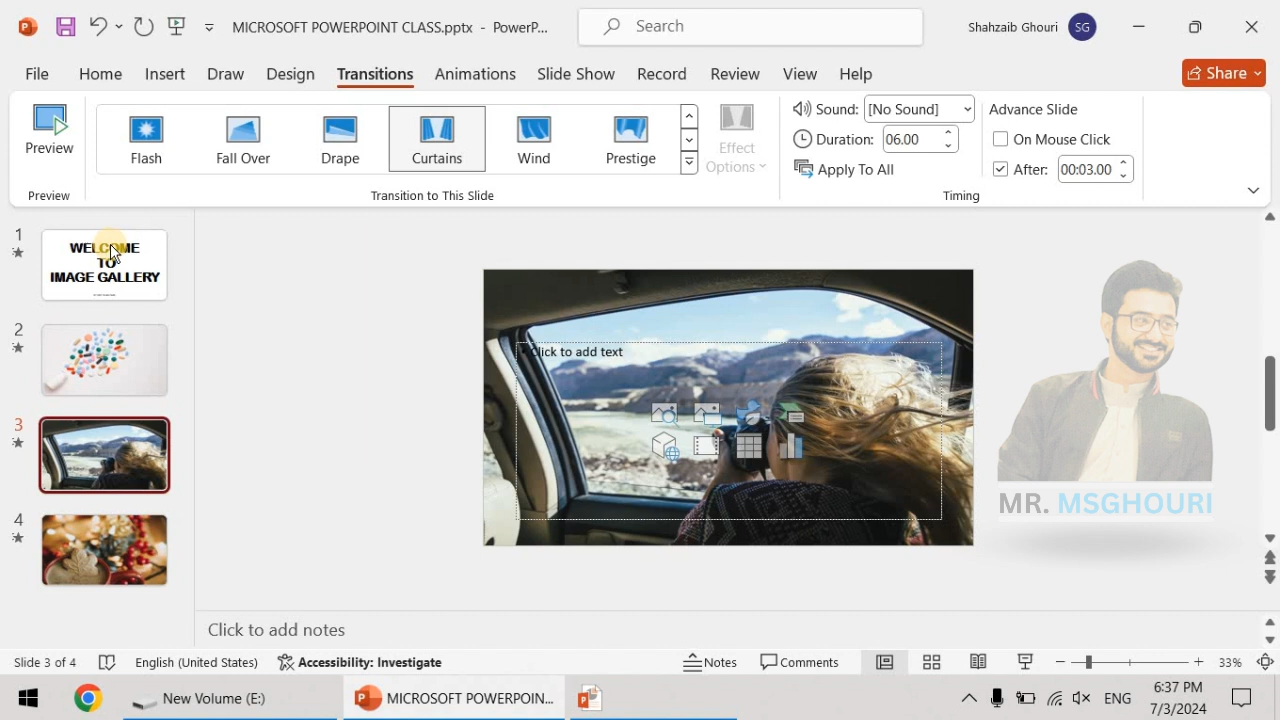 MICROSOFT POWERPOINT CLASS.pptx - PowerP...
Search
Shahzaib Ghouri
SG
File
Home
Insert
Draw
Design
Transitions
Animations
Slide Show
Record
Review
View
Help
Share
Preview
Flash
Fall Over
Drape
Curtains
Wind
Prestige
Effect
Options
Sound: [No Sound]
Duration: 06.00
Apply To All
Advance Slide
On Mouse Click
After: 00:03.00
Preview
Transition to This Slide
Timing
1
WELCOME
TO
IMAGE GALLERY
2
3
4
• Click to add text
MR. MSGHOURI
Click to add notes
Slide 3 of 4
English (United States)
Accessibility: Investigate
Notes
Comments
33%
New Volume (E:)
MICROSOFT POWERPOIN...
ENG
6:37 PM
7/3/2024